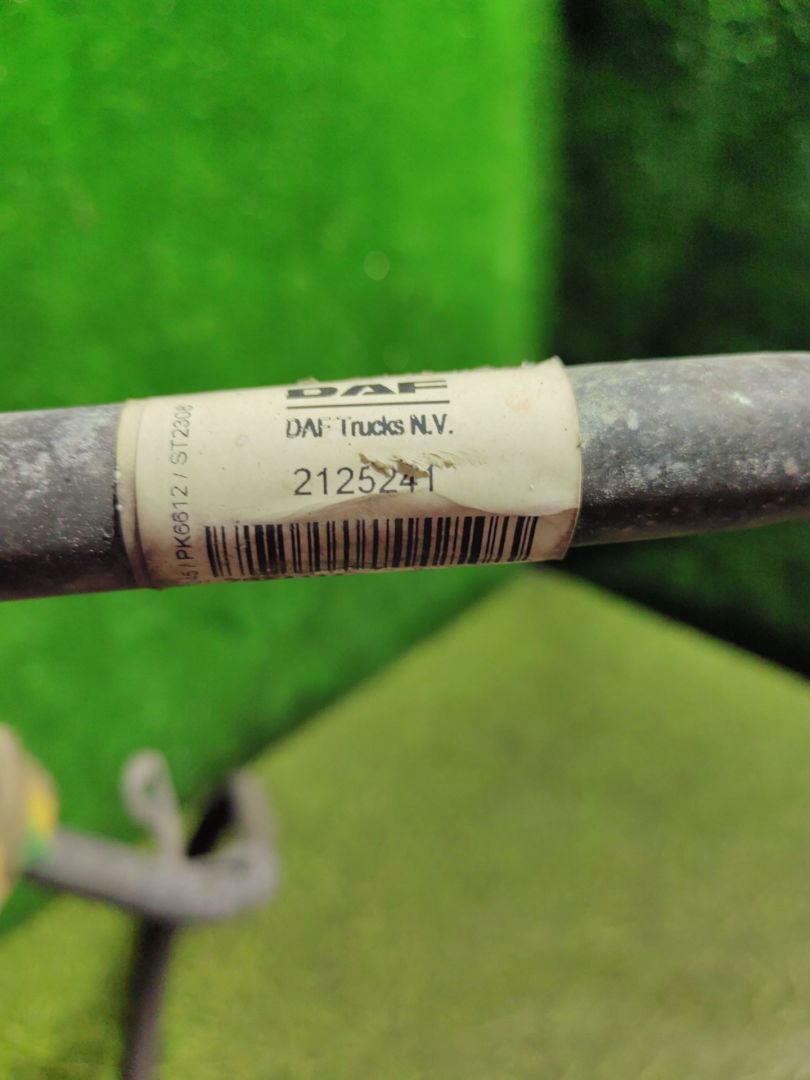 DAF
DAF Trucks N.V.
2125241
/ PK6612 / ST2308